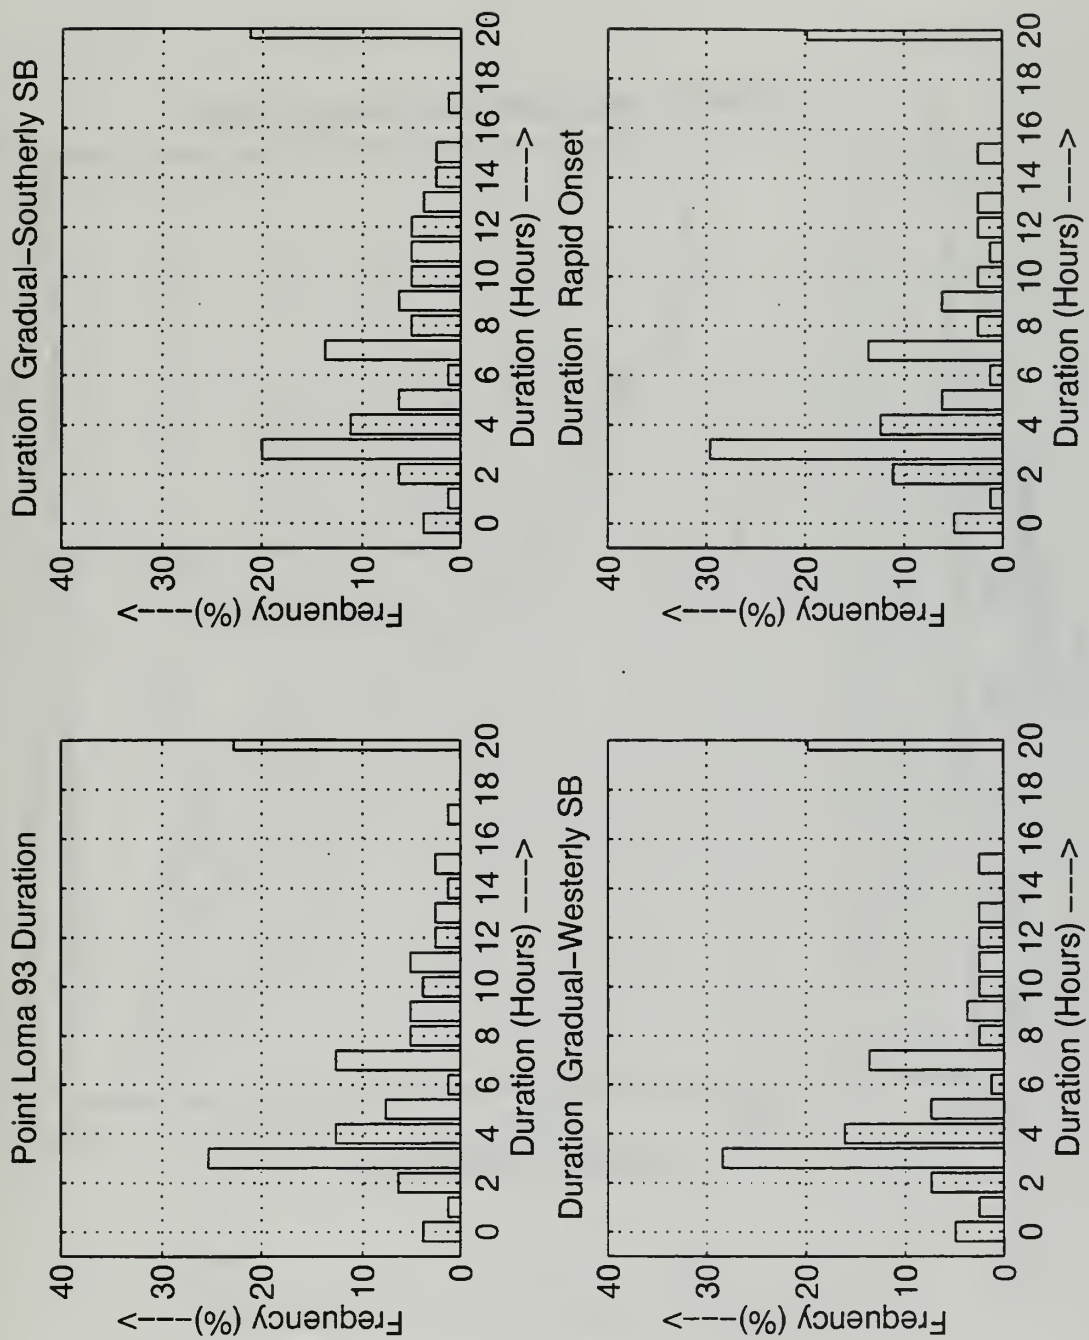 Point Loma 93 Duration
Frequency (%)---->
40
30
20
10
0
0 2 4 6 8 10 12 14 16 18 20
Duration (Hours) ---->
Duration Gradual-Southerly SB
Frequency (%)---->
40
30
20
10
0
0 2 4 6 8 10 12 14 16 18 20
Duration (Hours) ---->
Duration Gradual-Westerly SB
Frequency (%)---->
40
30
20
10
0
0 2 4 6 8 10 12 14 16 18 20
Duration (Hours) ---->
Duration Rapid Onset
Frequency (%)---->
40
30
20
10
0
0 2 4 6 8 10 12 14 16 18 20
Duration (Hours) ---->